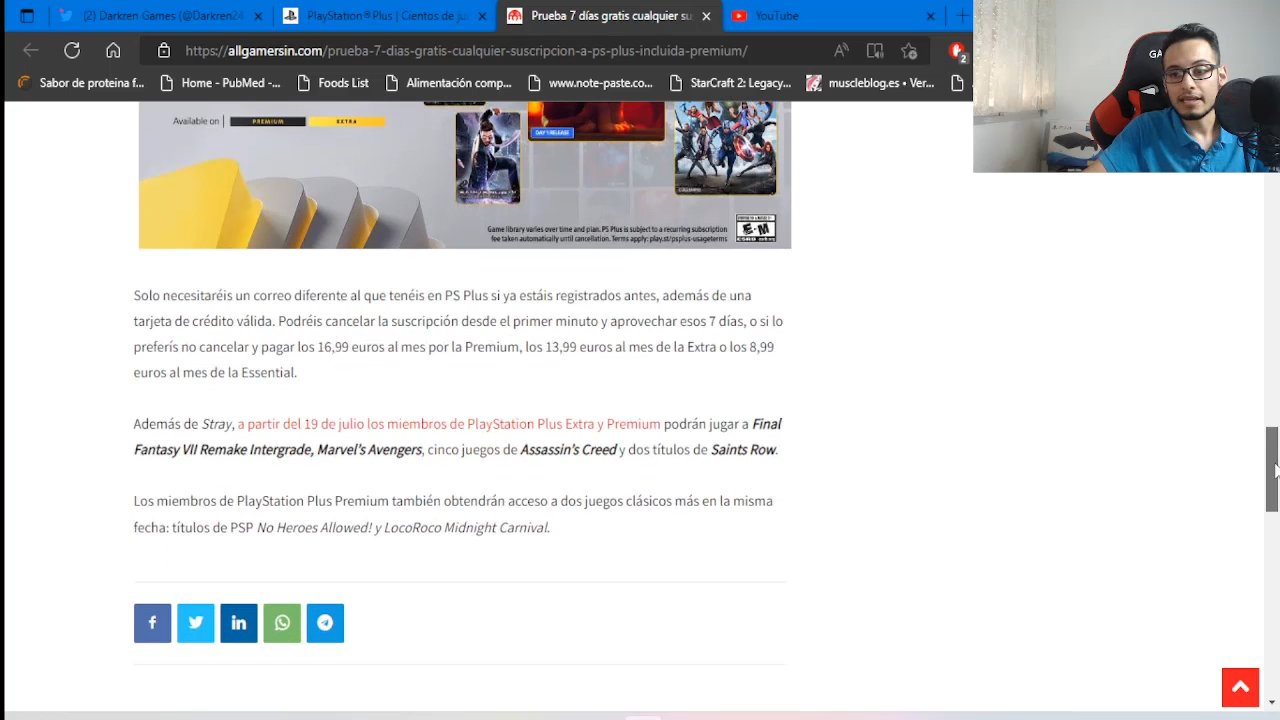 (2) Darkren Games (@Darkren24
PlayStation®Plus | Cientos de ju
Prueba 7 días gratis cualquier su
YouTube
https://allgamersin.com/prueba-7-dias-gratis-cualquier-suscripcion-a-ps-plus-incluida-premium/
2
Sabor de proteina f...
Home - PubMed -...
Foods List
Alimentación comp...
www.note-paste.co...
StarCraft 2: Legacy...
muscleblog.es • Ver...
GA
Available on | PREMIUM EXTRA
DAY 1 RELEASE
Game library varies over time and plan. PS Plus is subject to a recurring subscription
fee taken automatically until cancellation. Terms apply: play.st/psplus-usageterms
E-M
ESRB
Solo necesitaréis un correo diferente al que tenéis en PS Plus si ya estáis registrados antes, además de una
tarjeta de crédito válida. Podréis cancelar la suscripción desde el primer minuto y aprovechar esos 7 días, o si lo
preferís no cancelar y pagar los 16,99 euros al mes por la Premium, los 13,99 euros al mes de la Extra o los 8,99
euros al mes de la Essential.
Además de Stray, a partir del 19 de julio los miembros de PlayStation Plus Extra y Premium podrán jugar a Final
Fantasy VII Remake Intergrade, Marvel's Avengers, cinco juegos de Assassin's Creed y dos títulos de Saints Row.
Los miembros de PlayStation Plus Premium también obtendrán acceso a dos juegos clásicos más en la misma
fecha: títulos de PSP No Heroes Allowed! y LocoRoco Midnight Carnival.